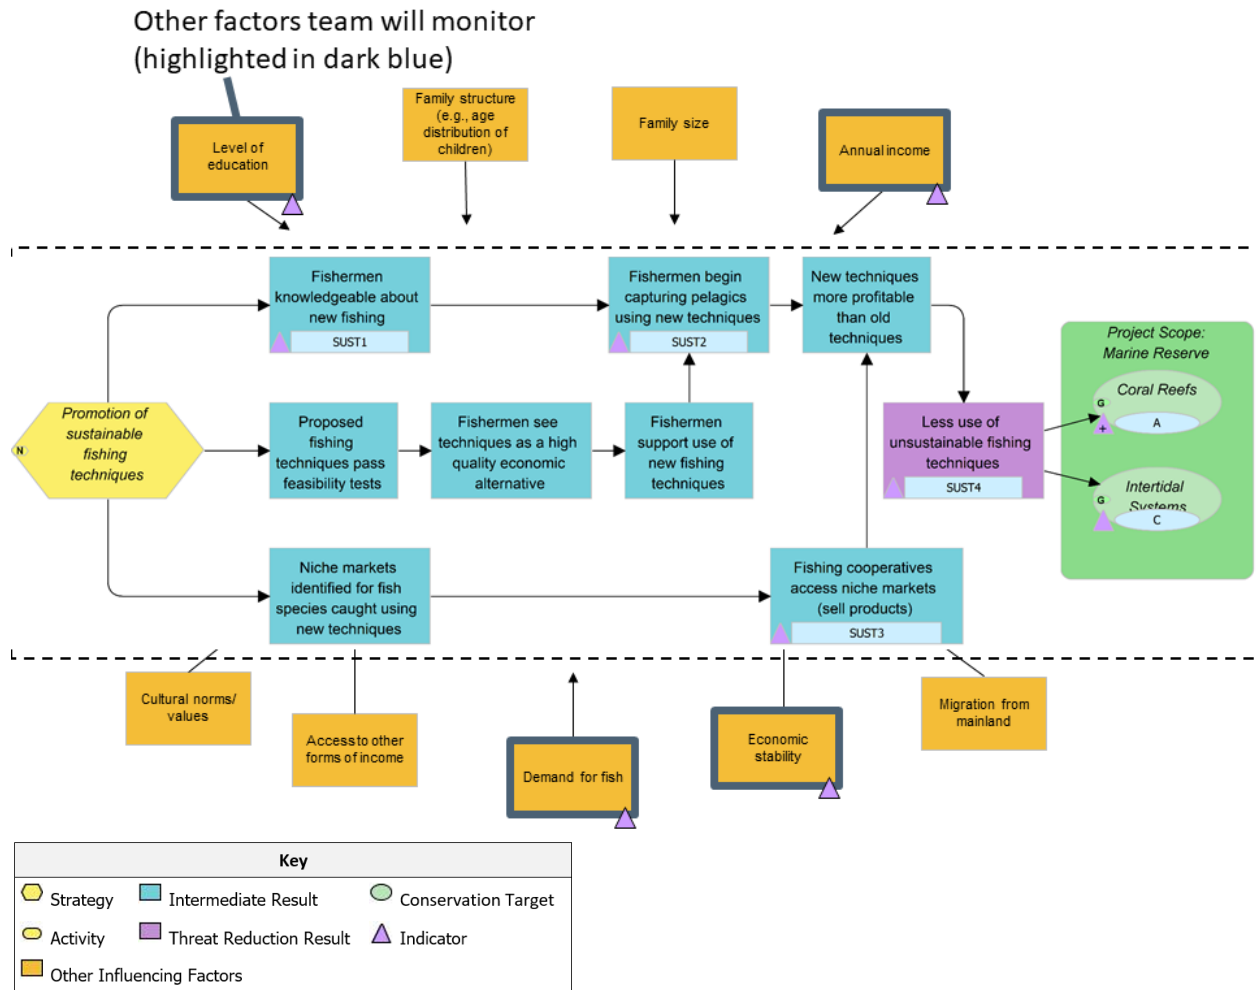 Other factors team will monitor
(highlighted in dark blue)
Level of
education
Family structure
(e.g., age
distribution of
children)
Family size
Annual income
Fishermen
knowledgeable about
new fishing
SUST1
Fishermen begin
capturing pelagics
using new techniques
SUST2
New techniques
more profitable
than old
techniques
Project Scope:
Marine Reserve
Coral Reefs
G
+
A
Promotion of
sustainable
fishing
techniques
N
Proposed
fishing
techniques pass
feasibility tests
Fishermen see
techniques as a high
quality economic
alternative
Fishermen
support use of
new fishing
techniques
Less use of
unsustainable fishing
techniques
SUST4
Intertidal
Systems
G
C
Niche markets
identified for fish
species caught using
new techniques
Fishing cooperatives
access niche markets
(sell products)
SUST3
Cultural norms/
values
Access to other
forms of income
Demand for fish
Economic
stability
Migration from
mainland
Key
Strategy
Intermediate Result
Conservation Target
Activity
Threat Reduction Result
Indicator
Other Influencing Factors